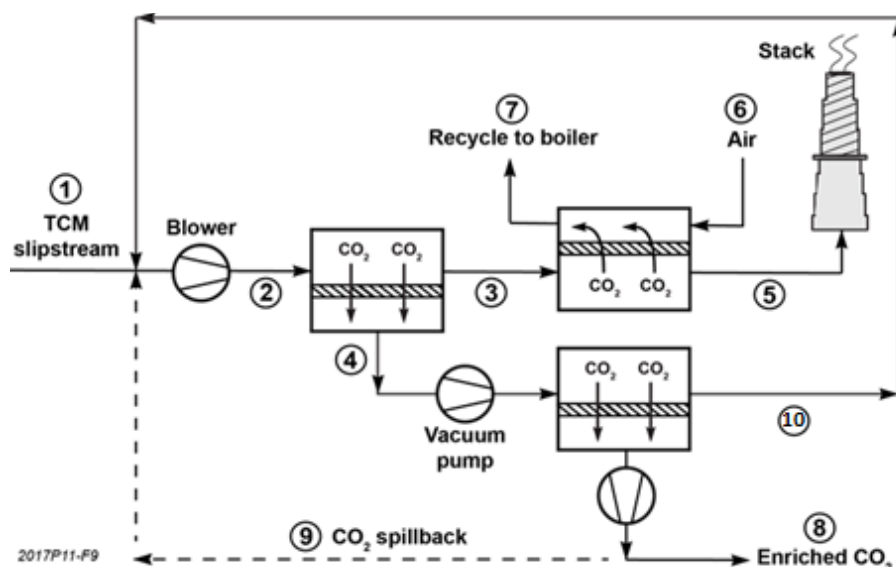 Stack
⑦
Recycle to boiler
⑥
Air
①
TCM
slipstream
Blower
②
CO₂ CO₂
③
CO₂ CO₂
⑤
④
CO₂ CO₂
Vacuum
pump
⑩
⑨ CO₂ spillback
⑧
Enriched CO₂
2017P11-F9